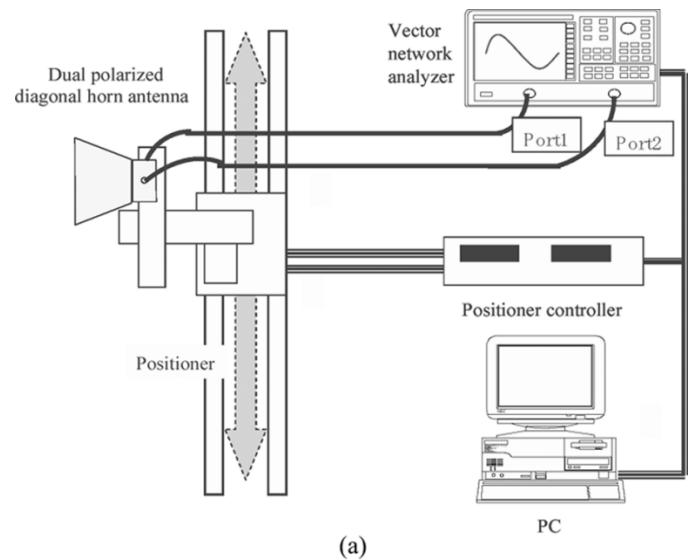 Vector
network
analyzer
Dual polarized
diagonal horn antenna
Port1
Port2
Positioner controller
Positioner
PC
(a)